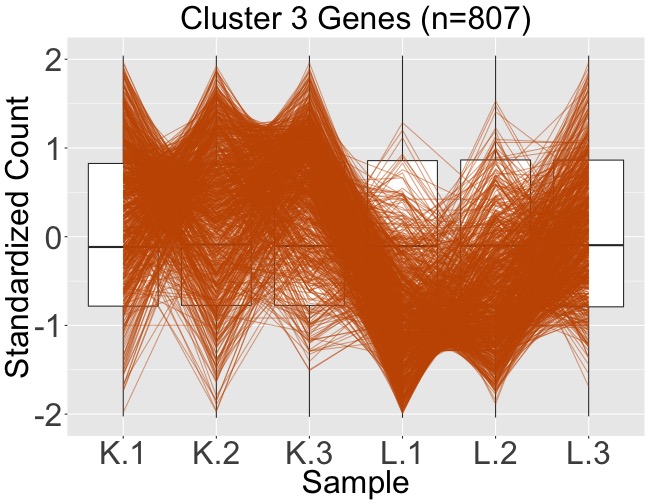 Cluster 3 Genes (n=807)
Standardized Count
2
1
0
-1
-2
K.1 K.2 K.3 L.1 L.2 L.3
Sample